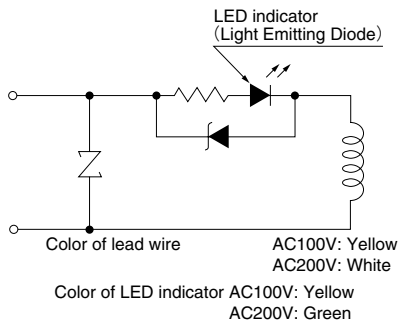 LED indicator
(Light Emitting Diode)
Color of lead wire
AC100V: Yellow
AC200V: White
Color of LED indicator AC100V: Yellow
AC200V: Green